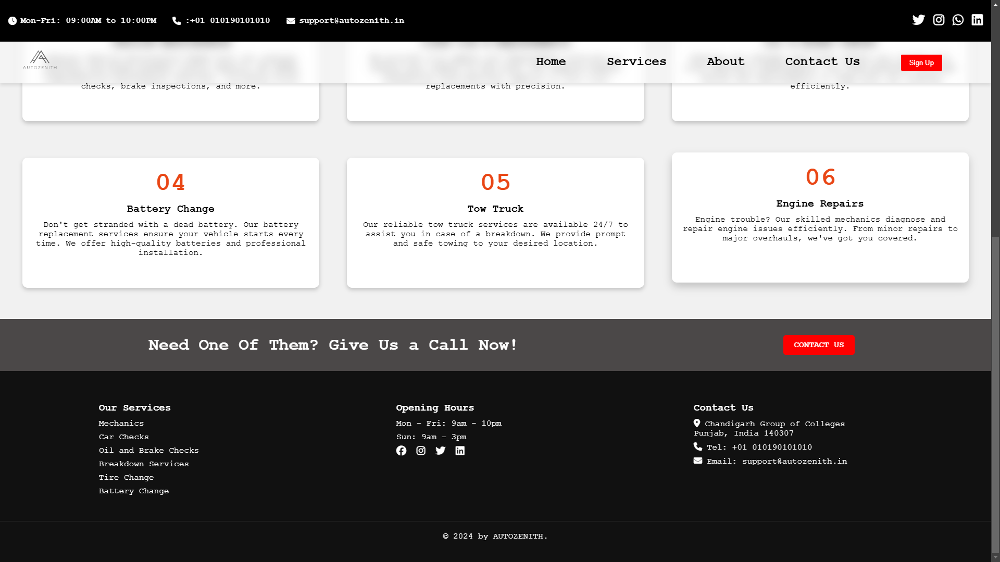 Mon-Fri: 09:00AM to 10:00PM
:+01 010190101010
support@autozenith.in
AUTOZENITH
Home
Services
About
Contact Us
Sign Up
checks, brake inspections, and more.
replacements with precision.
efficiently.
04
Battery Change
Don't get stranded with a dead battery. Our battery
replacement services ensure your vehicle starts every
time. We offer high-quality batteries and professional
installation.
05
Tow Truck
Our reliable tow truck services are available 24/7 to
assist you in case of a breakdown. We provide prompt
and safe towing to your desired location.
06
Engine Repairs
Engine trouble? Our skilled mechanics diagnose and
repair engine issues efficiently. From minor repairs to
major overhauls, we've got you covered.
Need One Of Them? Give Us a Call Now!
CONTACT US
Our Services
Mechanics
Car Checks
Oil and Brake Checks
Breakdown Services
Tire Change
Battery Change
Opening Hours
Mon - Fri: 9am - 10pm
Sun: 9am - 3pm
Contact Us
Chandigarh Group of Colleges
Punjab, India 140307
Tel: +01 010190101010
Email: support@autozenith.in
© 2024 by AUTOZENITH.